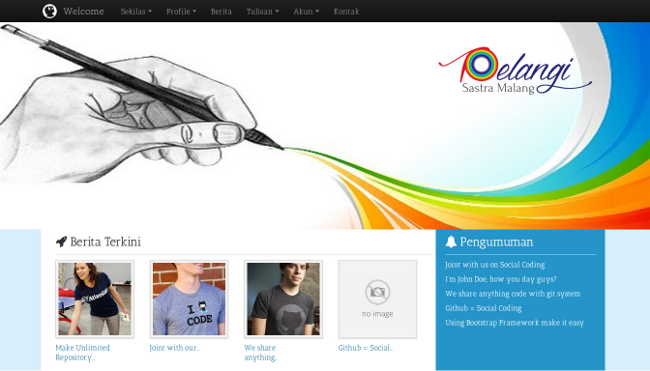 Welcome Sekilas Profile Berita Tulisan Akun Kontak
Pelangi
Sastra Malang
Berita Terkini
Atlassian
I CODE
no-image
Make Unlimited
Repository..
Joint with our..
We share
anything..
Github = Social..
Pengumuman
Joint with us on Social Coding
I'm John Doe, how you day guys?
We share anything code with git system
Github = Social Coding
Using Bootstrap Framework make it easy